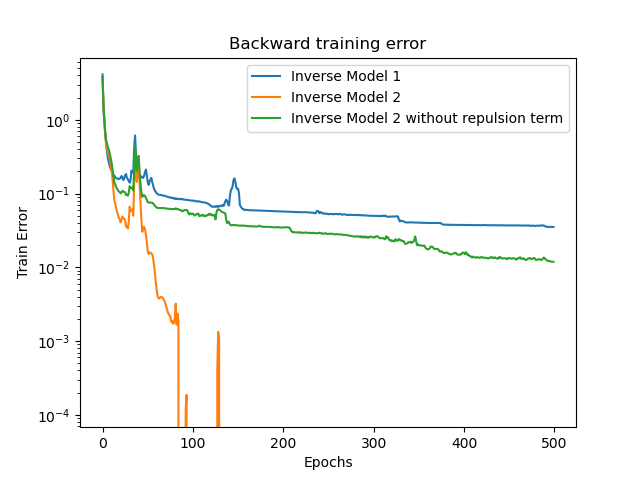 Backward training error
Inverse Model 1
Inverse Model 2
Inverse Model 2 without repulsion term
Train Error
10⁰
10⁻¹
10⁻²
10⁻³
10⁻⁴
0 100 200 300 400 500
Epochs